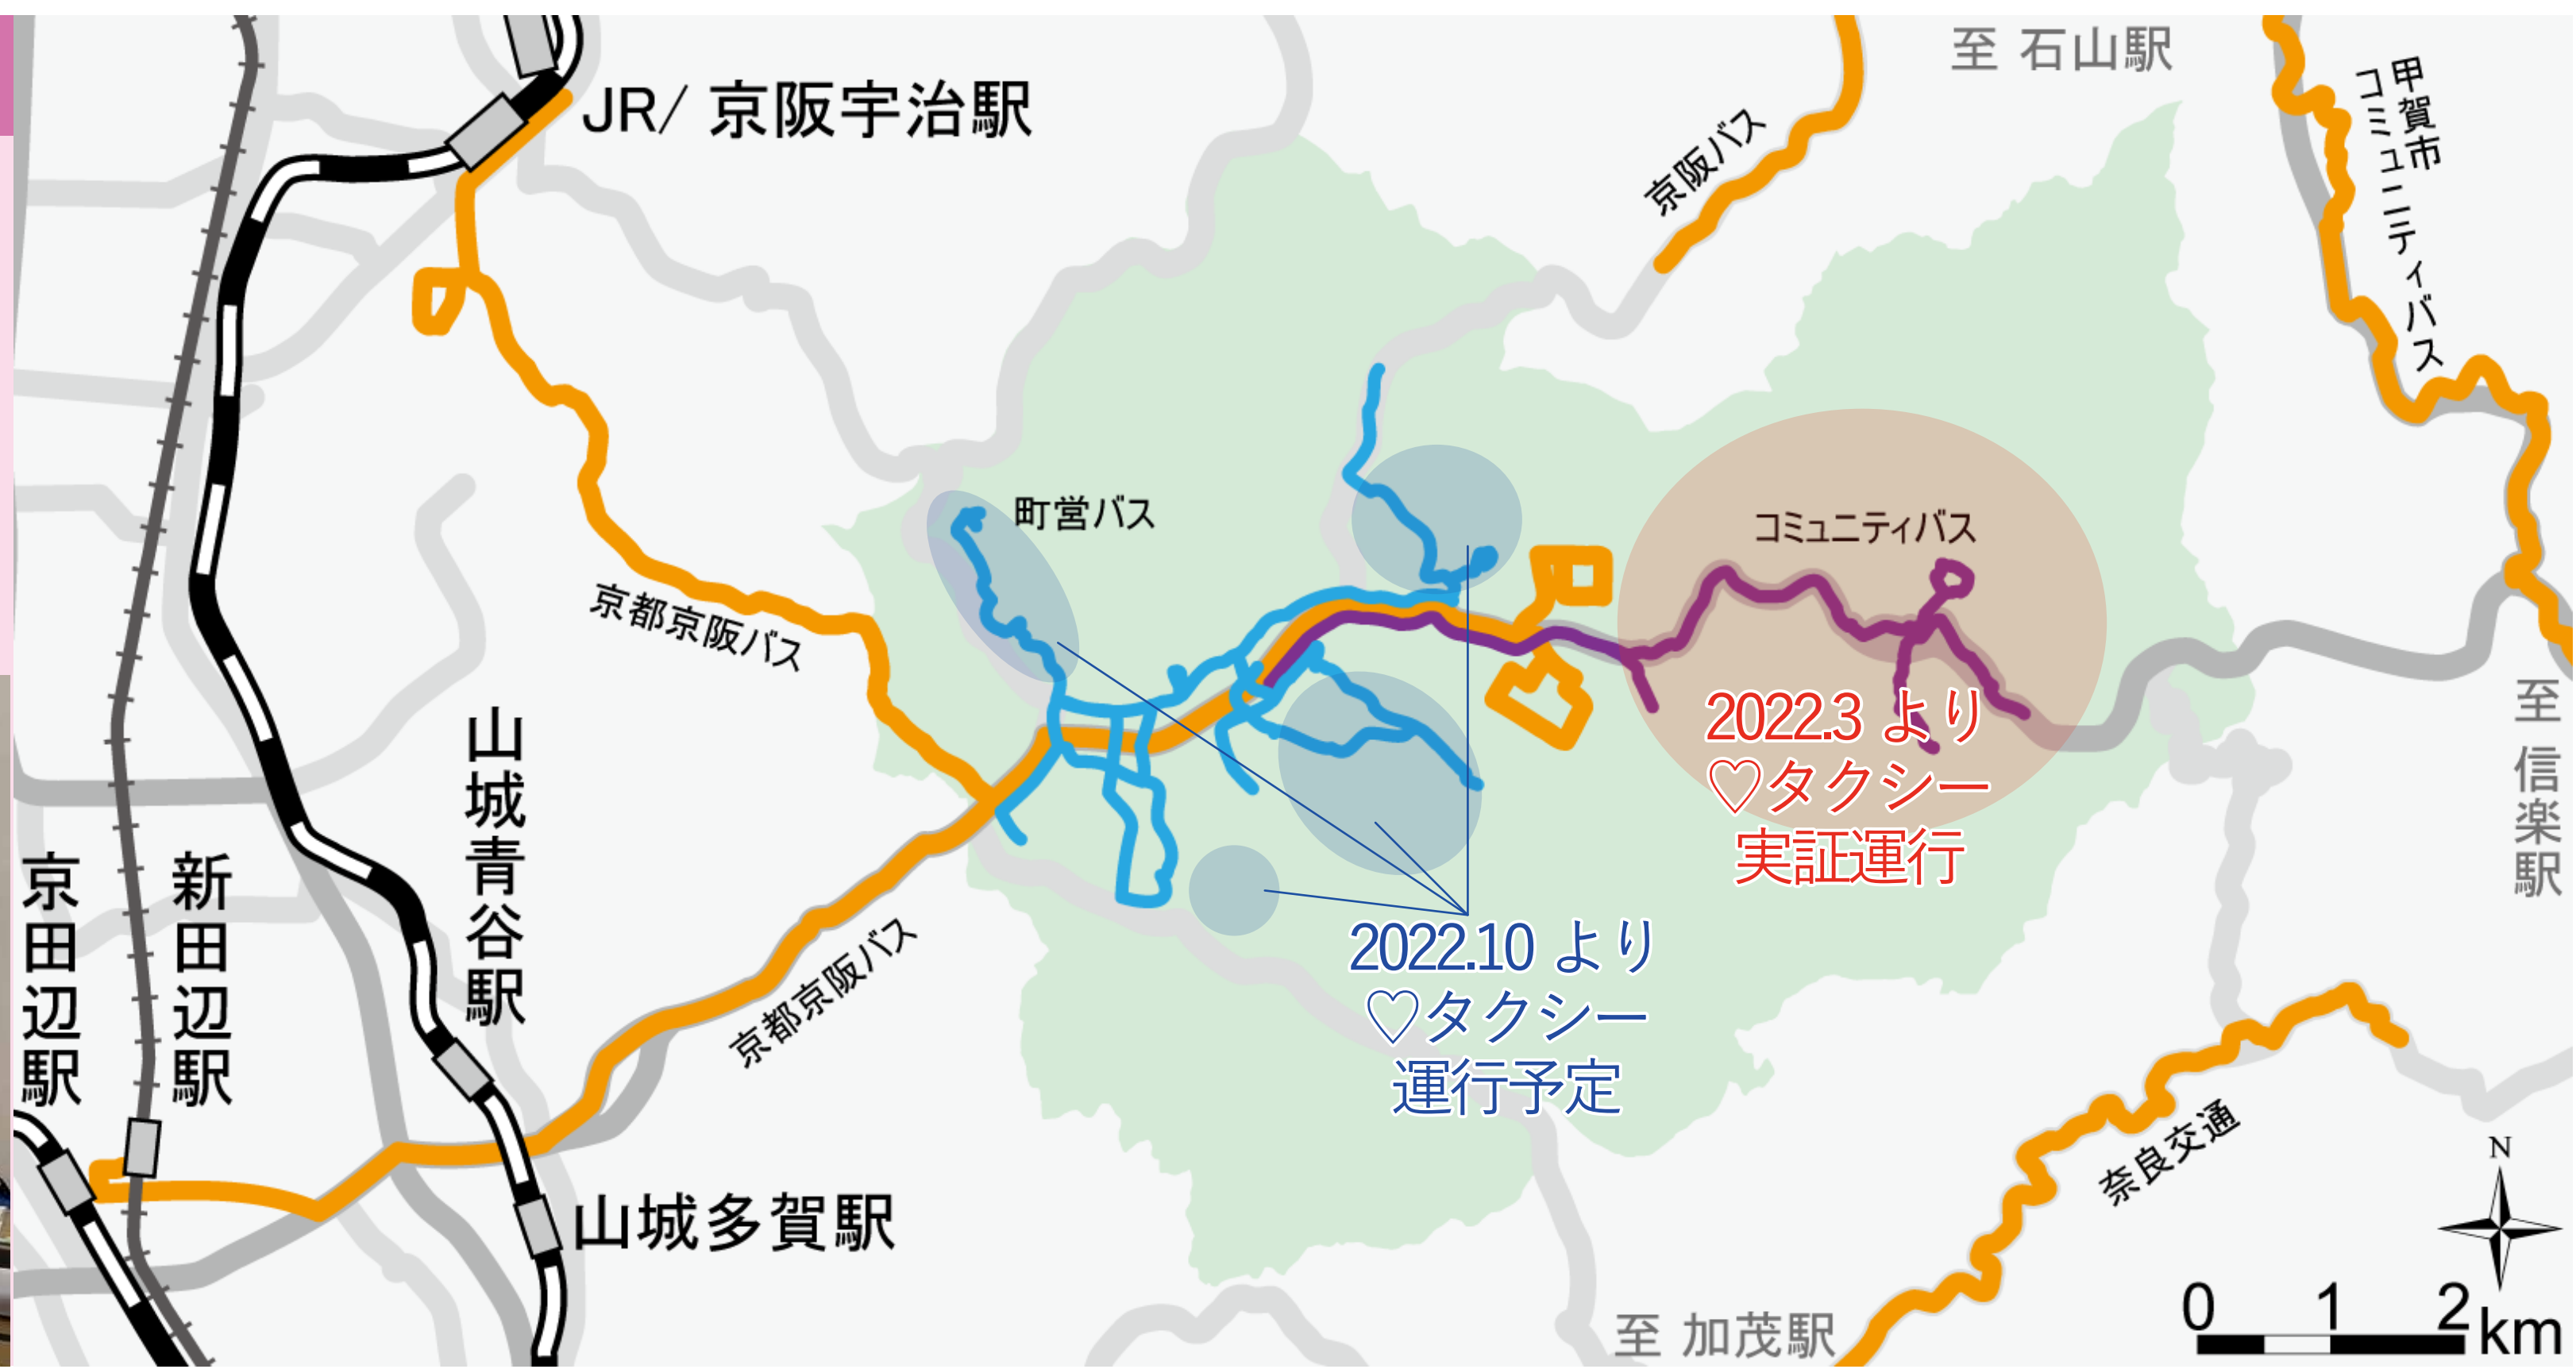 JR/ 京阪宇治駅
至 石山駅
京阪バス
甲賀市
コミュニティバス
町営バス
コミュニティバス
京都京阪バス
2022.3 より
♡タクシー
実証運行
至 信楽駅
山城青谷駅
京田辺駅
新田辺駅
京都京阪バス
2022.10 より
♡タクシー
運行予定
奈良交通
山城多賀駅
至 加茂駅
N
0 1 2 km